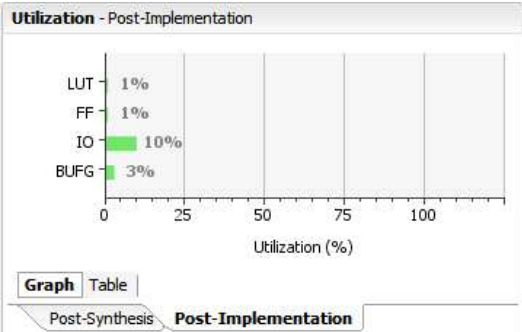 Utilization - Post-Implementation
LUT 1%
FF 1%
IO 10%
BUFG 3%
0 25 50 75 100
Utilization (%)
Graph Table
Post-Synthesis Post-Implementation